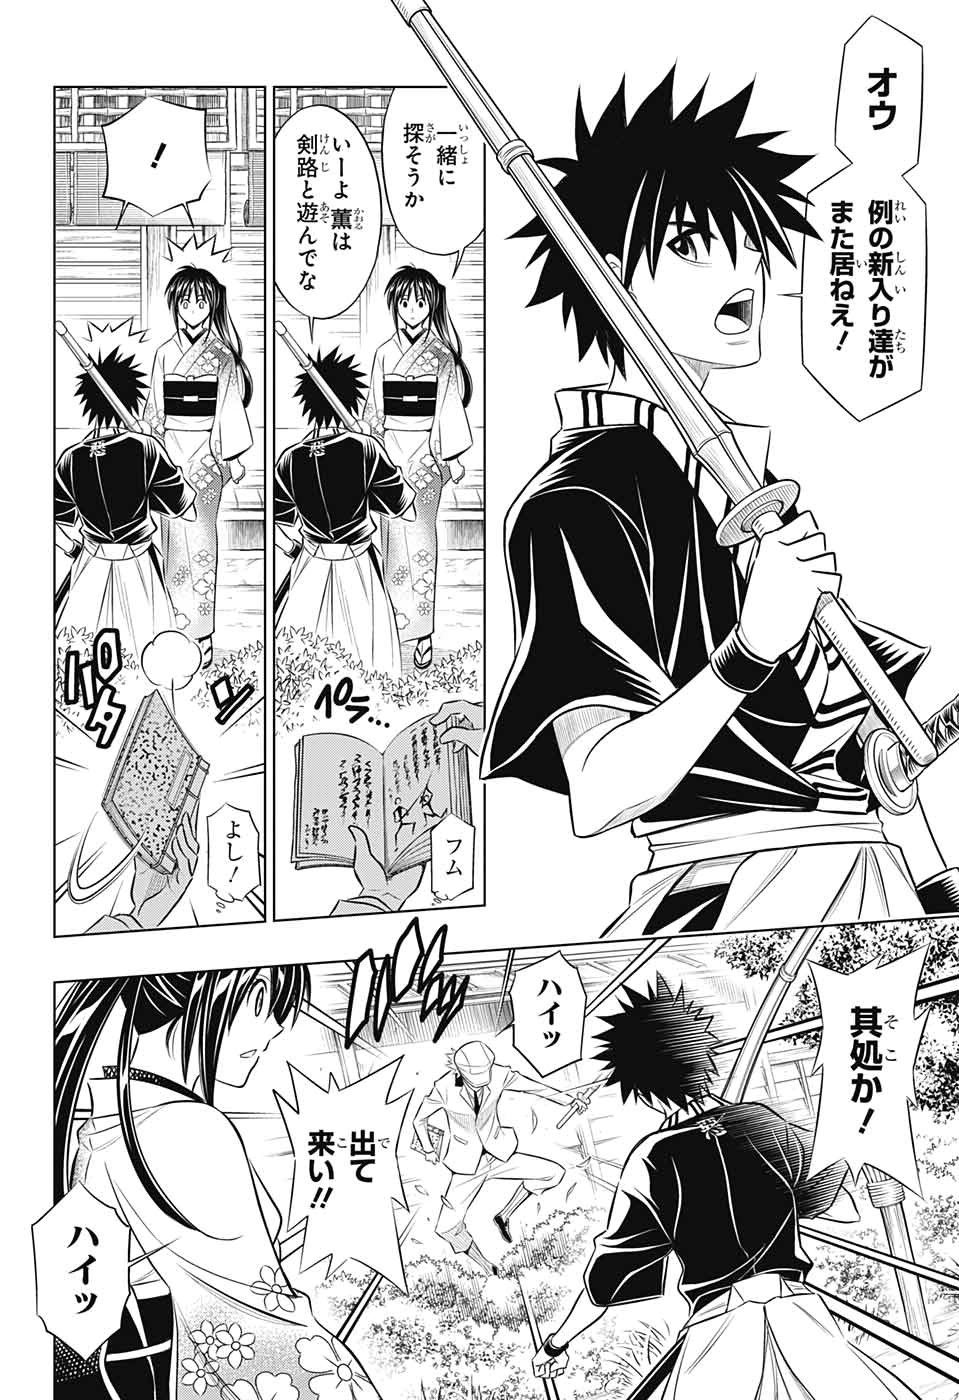 オウ
例の新入り達が
また居ねえ!
一緒に
探そうか
いーよ 薫は
剣路と遊んでな
ペラ…
フム
!
パタン
よし!
其処か!
ハイッ
出て
来い!!
ハイッ